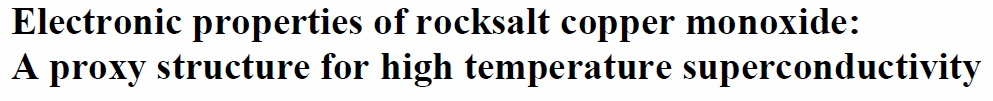 Electronic properties of rocksalt copper monoxide:
A proxy structure for high temperature superconductivity